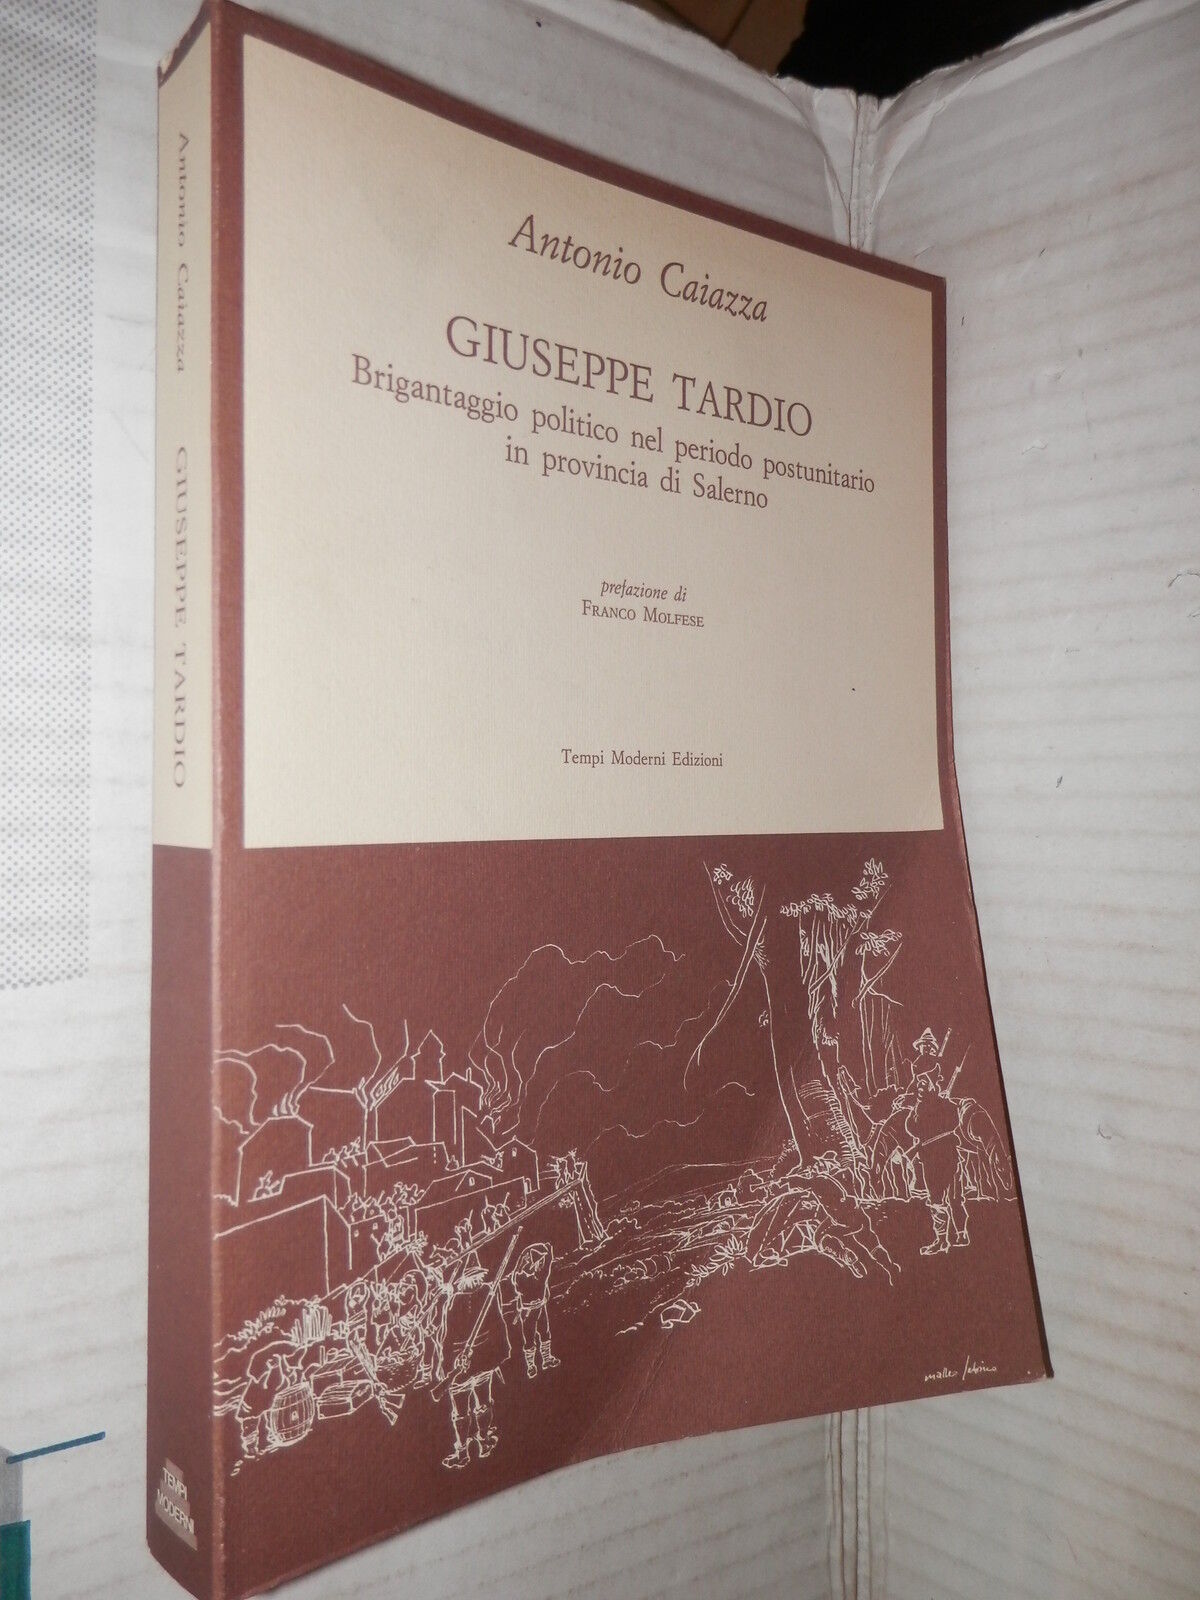 Antonio Caiazza
GIUSEPPE TARDIO
Brigantaggio politico nel periodo postunitario
in provincia di Salerno
prefazione di
FRANCO MOLFESE
Tempi Moderni Edizioni
Antonio Caiazza GIUSEPPE TARDIO
TEMPI
MODERNI
matteo